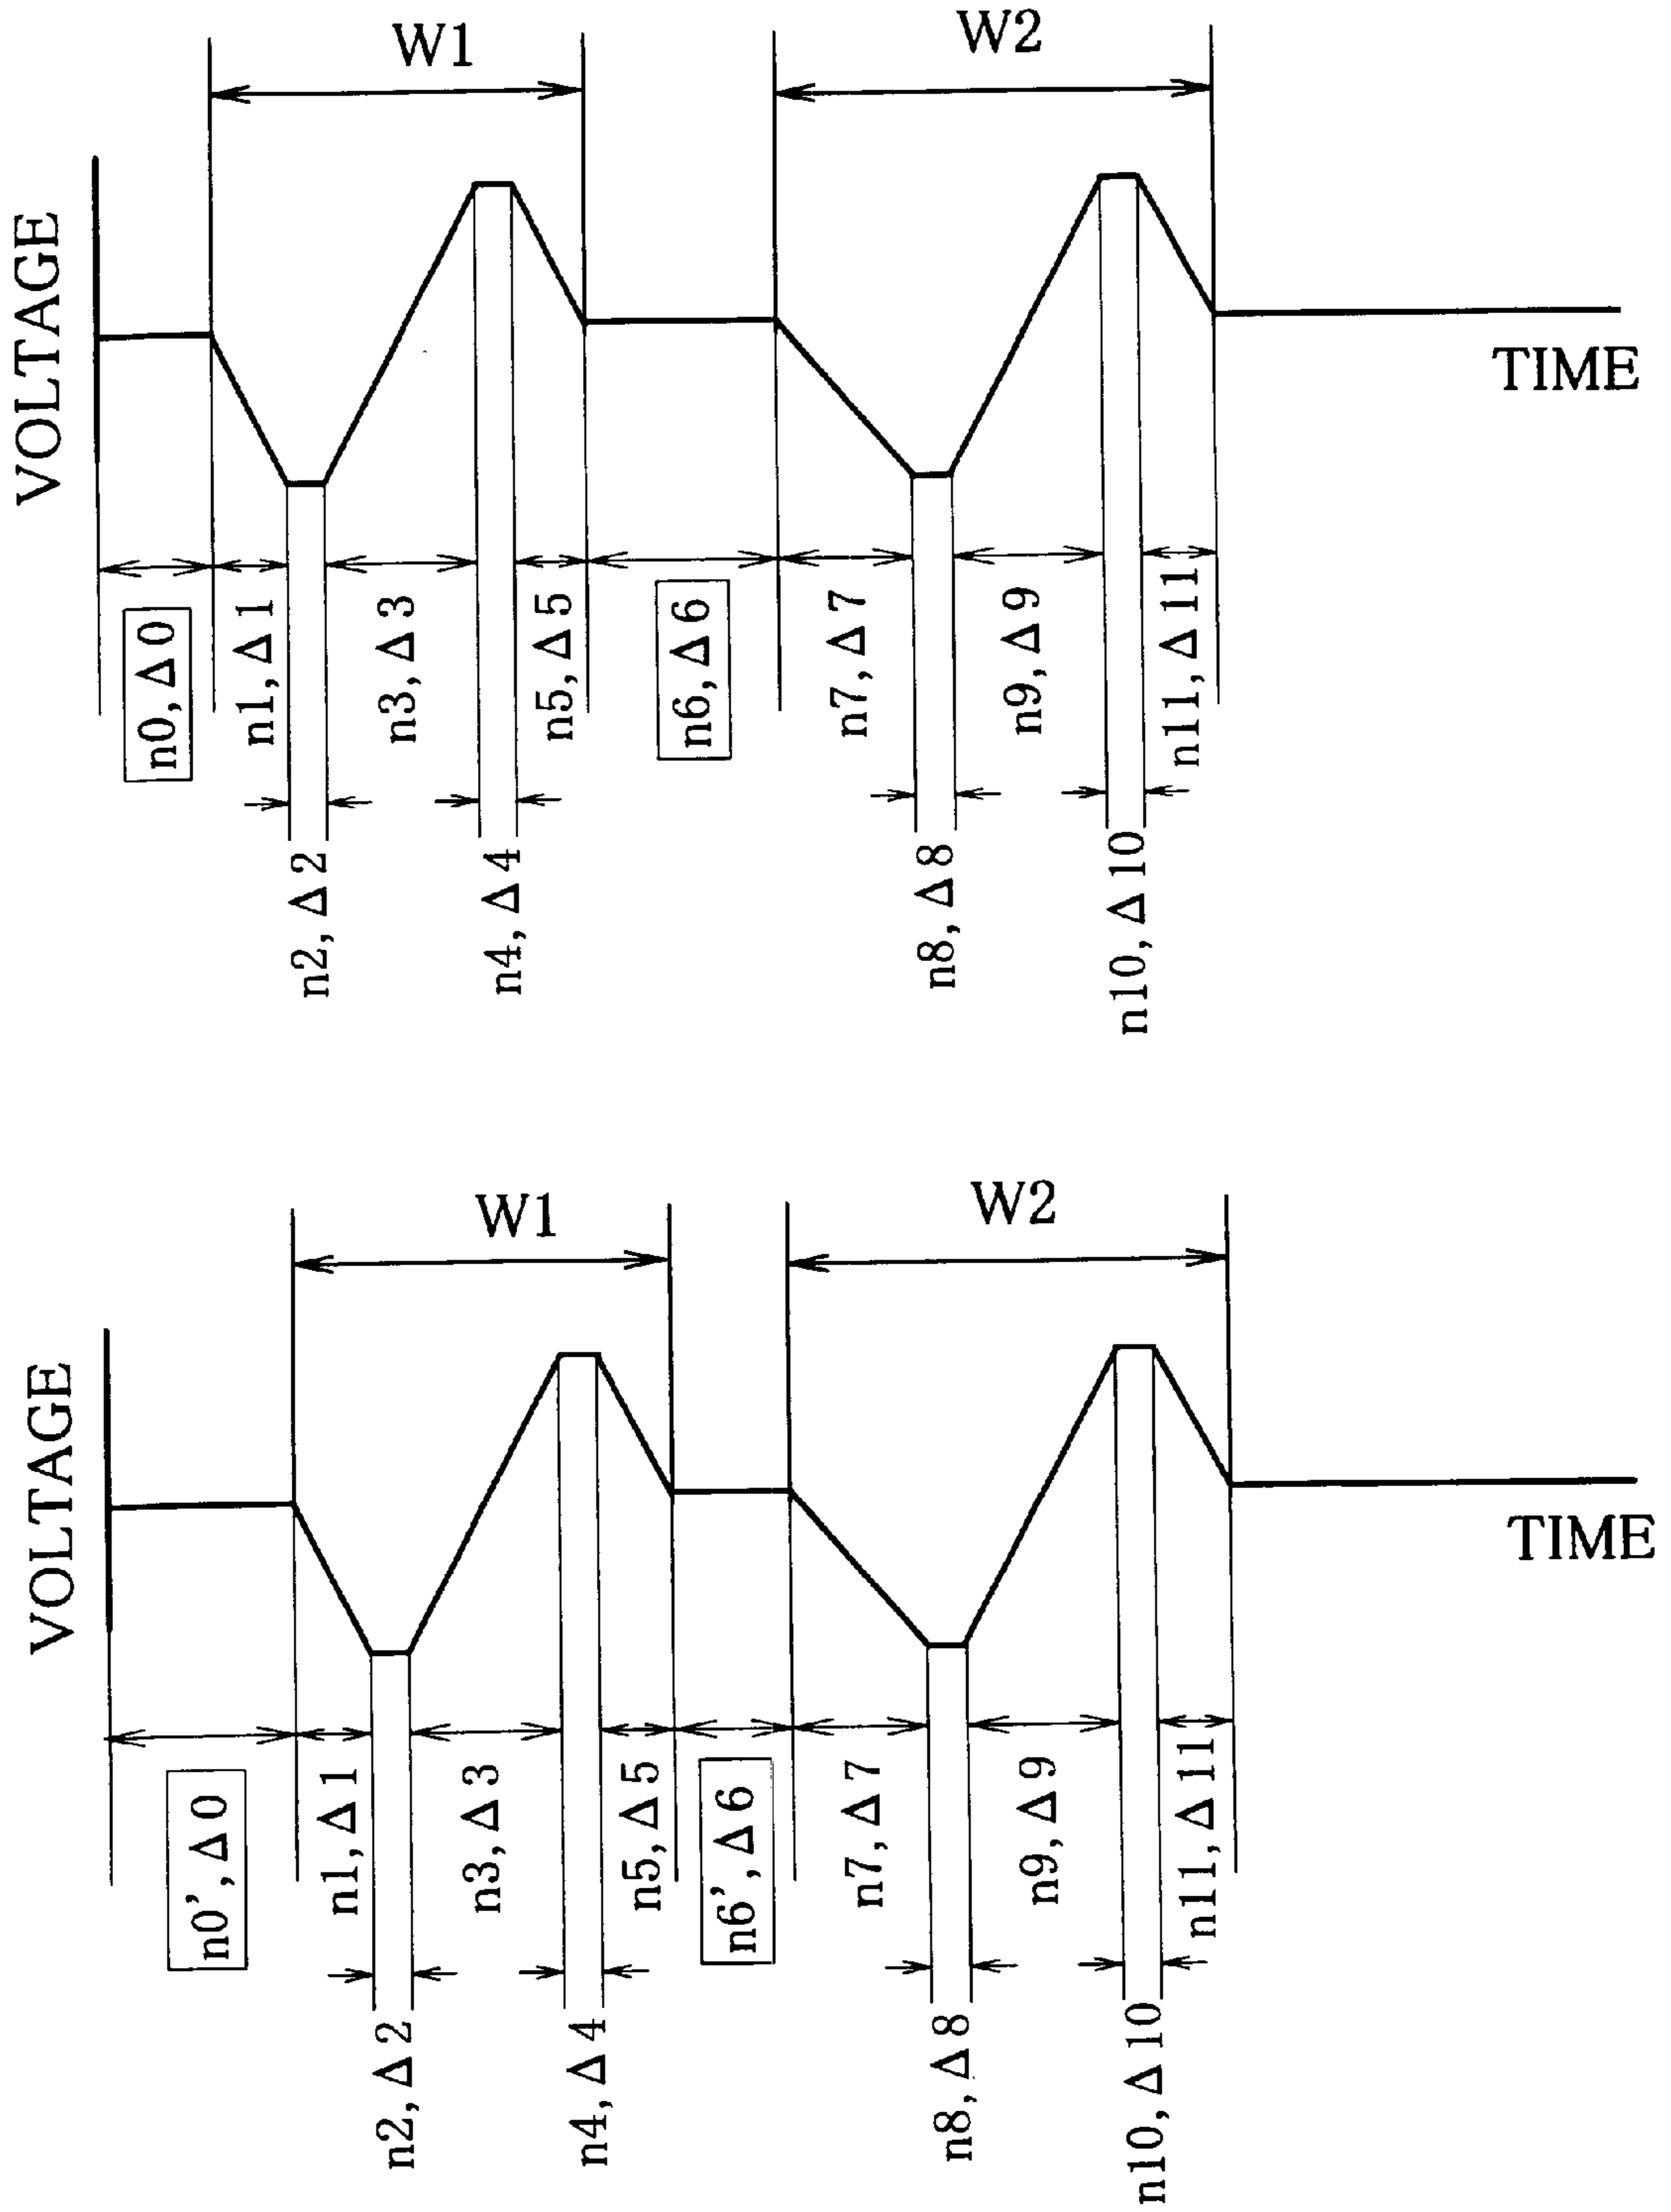 W1
W2
VOLTAGE
TIME
n0, Δ0
n1, Δ1
n3, Δ3
n5, Δ5
n6, Δ6
n7, Δ7
n9, Δ9
n11, Δ11
n2, Δ2
n4, Δ4
n8, Δ8
n10, Δ10
W1
W2
VOLTAGE
TIME
n0', Δ0
n1, Δ1
n3, Δ3
n5, Δ5
n6', Δ6
n7, Δ7
n9, Δ9
n11, Δ11
n2, Δ2
n4, Δ4
n8, Δ8
n10, Δ10